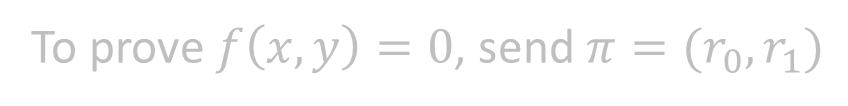 To prove 𝑓(𝑥, 𝑦) = 0, send 𝜋 = (𝑟₀, 𝑟₁)